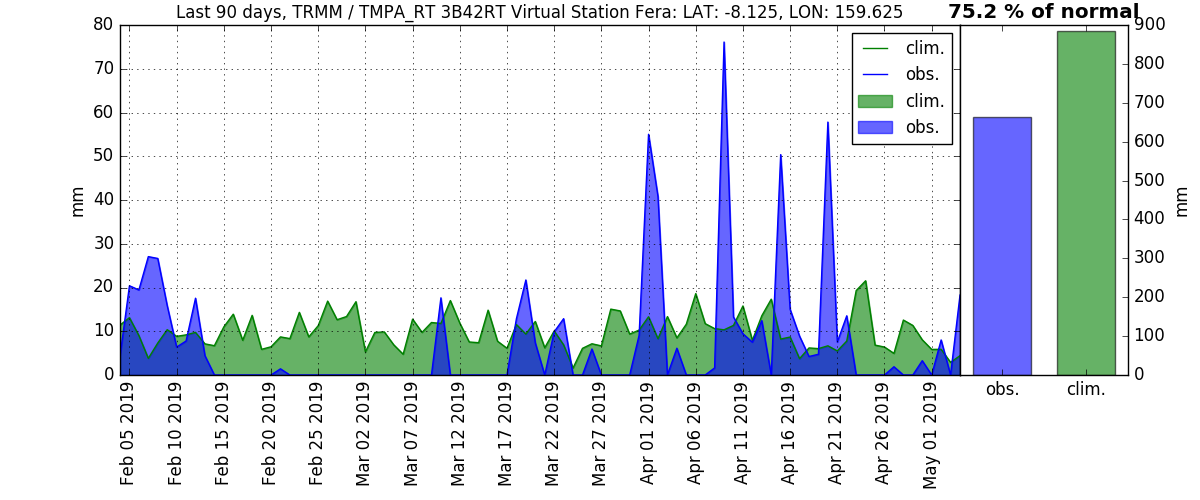 Last 90 days, TRMM / TMPA_RT 3B42RT Virtual Station Fera: LAT: -8.125, LON: 159.625
75.2 % of normal
80
70
60
50
40
30
20
10
0
mm
clim.
obs.
clim.
obs.
Feb 05 2019
Feb 10 2019
Feb 15 2019
Feb 20 2019
Feb 25 2019
Mar 02 2019
Mar 07 2019
Mar 12 2019
Mar 17 2019
Mar 22 2019
Mar 27 2019
Apr 01 2019
Apr 06 2019
Apr 11 2019
Apr 16 2019
Apr 21 2019
Apr 26 2019
May 01 2019
900
800
700
600
500
400
300
200
100
0
mm
obs.
clim.